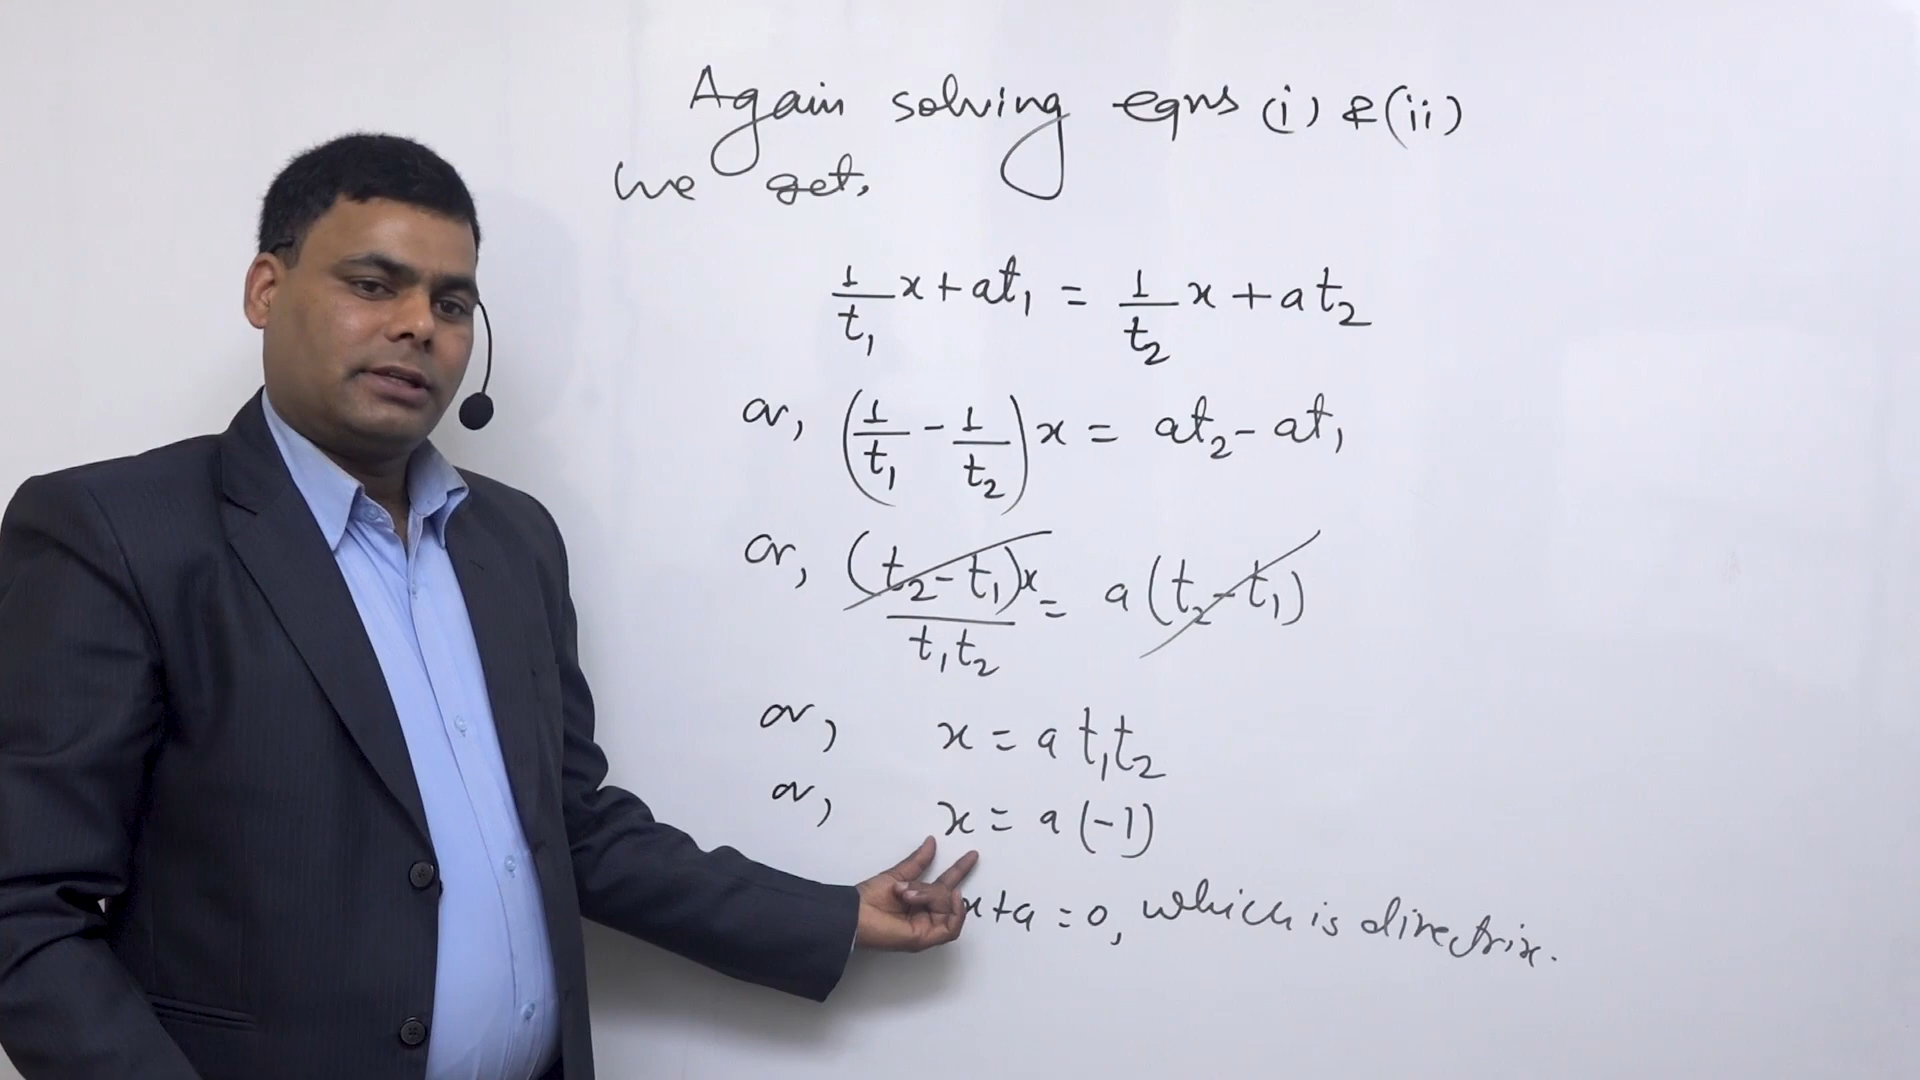 Again solving eqns (i) & (ii)
we get,
1/t₁ x + at₁ = 1/t₂ x + at₂
or, (1/t₁ - 1/t₂) x = at₂ - at₁
or, (t₂ - t₁)x / t₁t₂ = a (t₂ - t₁)
or, x = a t₁t₂
or, x = a (-1)
x + a = 0, which is directrix.